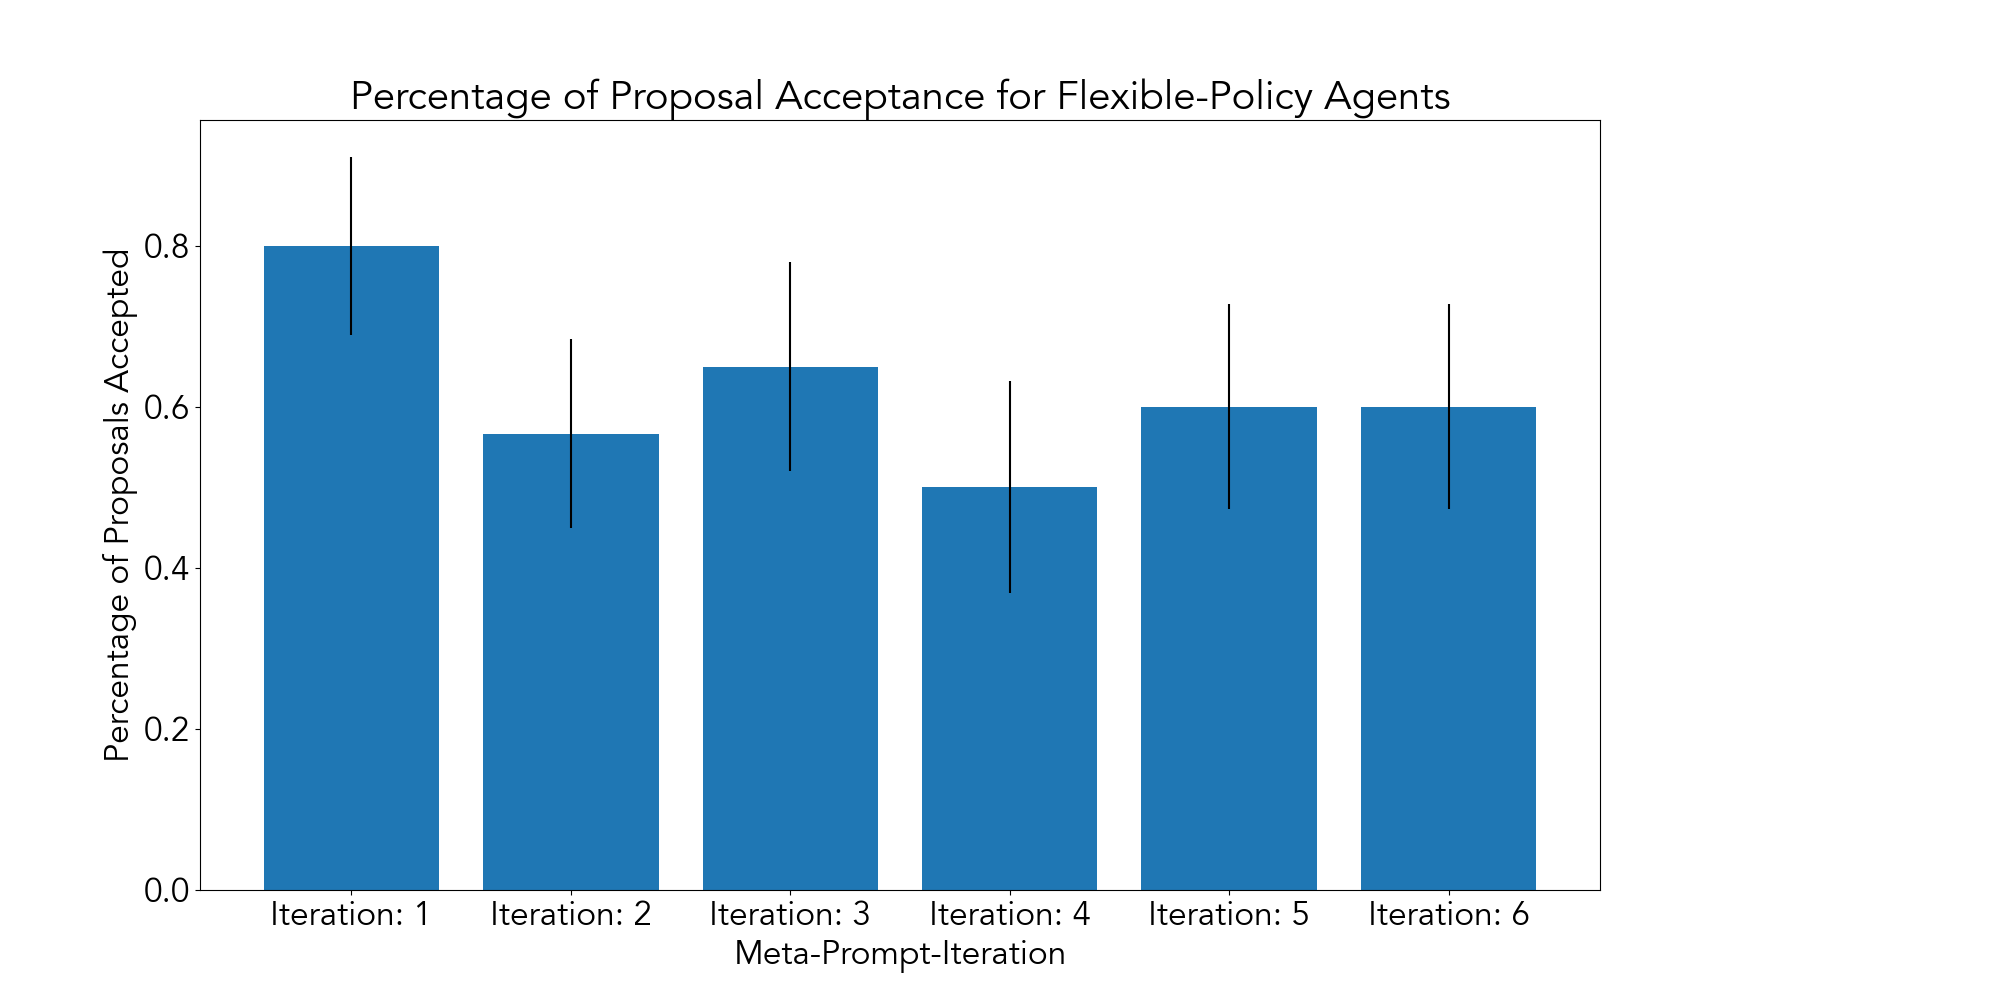 Percentage of Proposal Acceptance for Flexible-Policy Agents
Percentage of Proposals Accepted
0.8
0.6
0.4
0.2
0.0
Iteration: 1 Iteration: 2 Iteration: 3 Iteration: 4 Iteration: 5 Iteration: 6
Meta-Prompt-Iteration